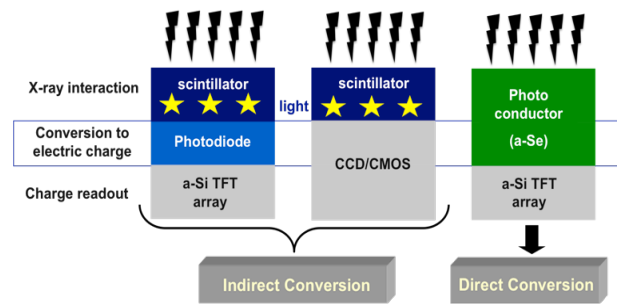 X-ray interaction
Conversion to
electric charge
Charge readout
scintillator
Photodiode
a-Si TFT
array
light
scintillator
CCD/CMOS
Photo
conductor
(a-Se)
a-Si TFT
array
Indirect Conversion
Direct Conversion